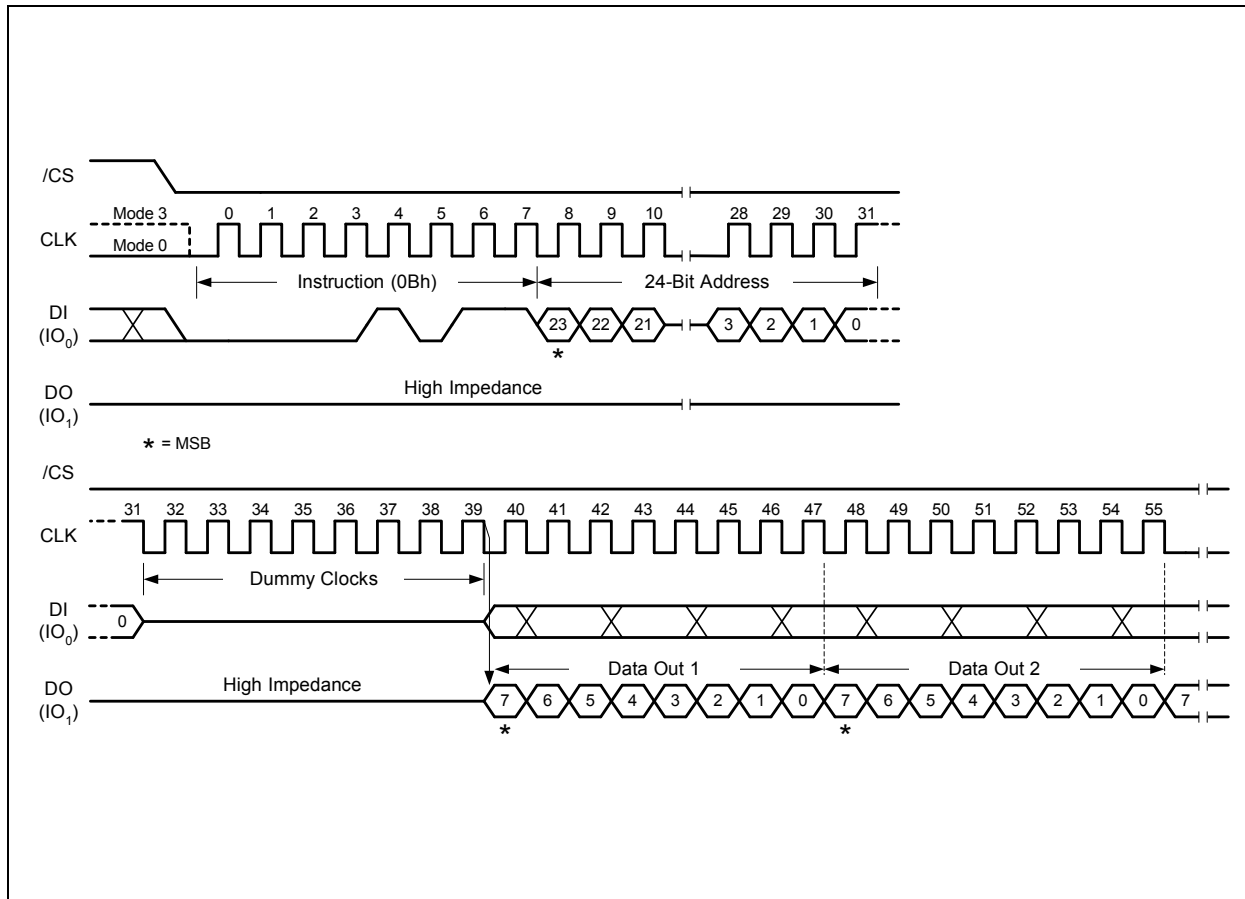 /CS
Mode 3 0 1 2 3 4 5 6 7 8 9 10 28 29 30 31
CLK
Mode 0
Instruction (0Bh) 24-Bit Address
DI
(IO0) 23 22 21 3 2 1 0
*
High Impedance
DO
(IO1)
* = MSB
/CS
31 32 33 34 35 36 37 38 39 40 41 42 43 44 45 46 47 48 49 50 51 52 53 54 55
CLK
Dummy Clocks
DI
(IO0) 0
Data Out 1 Data Out 2
High Impedance
DO
(IO1) 7 6 5 4 3 2 1 0 7 6 5 4 3 2 1 0 7
* *